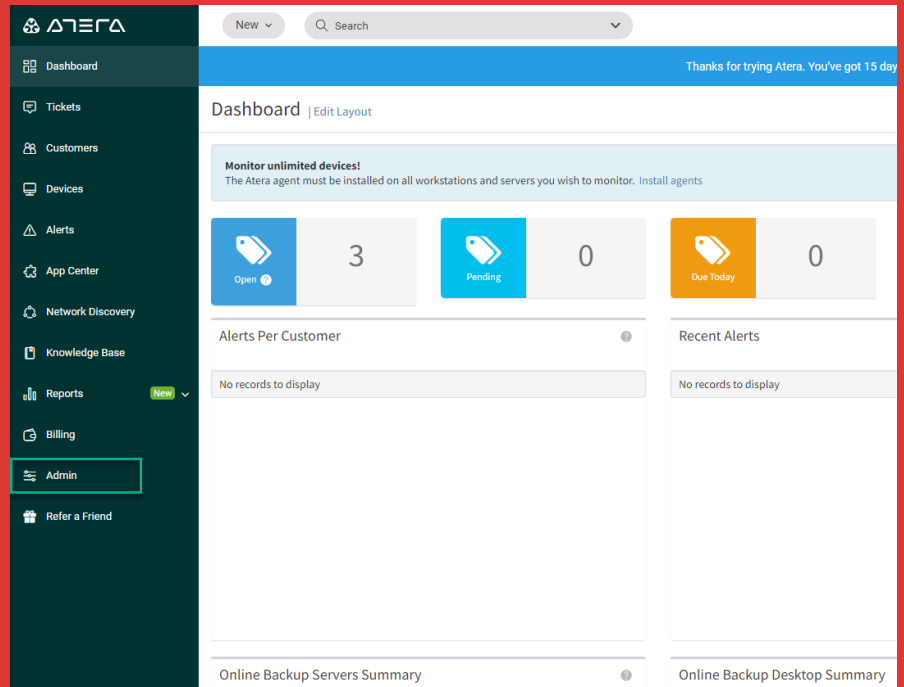 ATERA
New
Search
Dashboard
Thanks for trying Atera. You've got 15 day
Tickets
Dashboard | Edit Layout
Customers
Monitor unlimited devices!
The Atera agent must be installed on all workstations and servers you wish to monitor. Install agents
Devices
Alerts
App Center
Network Discovery
Knowledge Base
Reports New
Billing
Admin
Refer a Friend
3
Open ?
0
Pending
0
Due Today
Alerts Per Customer ?
No records to display
Recent Alerts
No records to display
Online Backup Servers Summary ?
Online Backup Desktop Summary